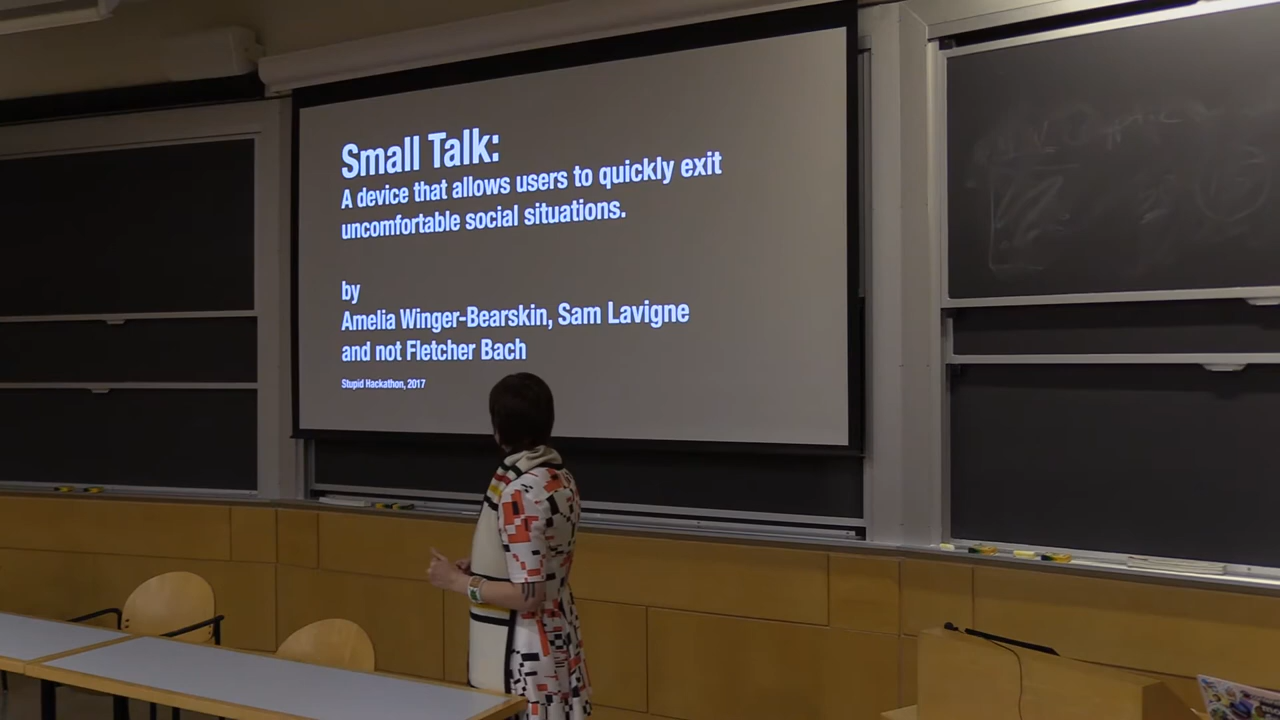 Small Talk:
A device that allows users to quickly exit
uncomfortable social situations.
by
Amelia Winger-Bearskin, Sam Lavigne
and not Fletcher Bach
Stupid Hackathon, 2017